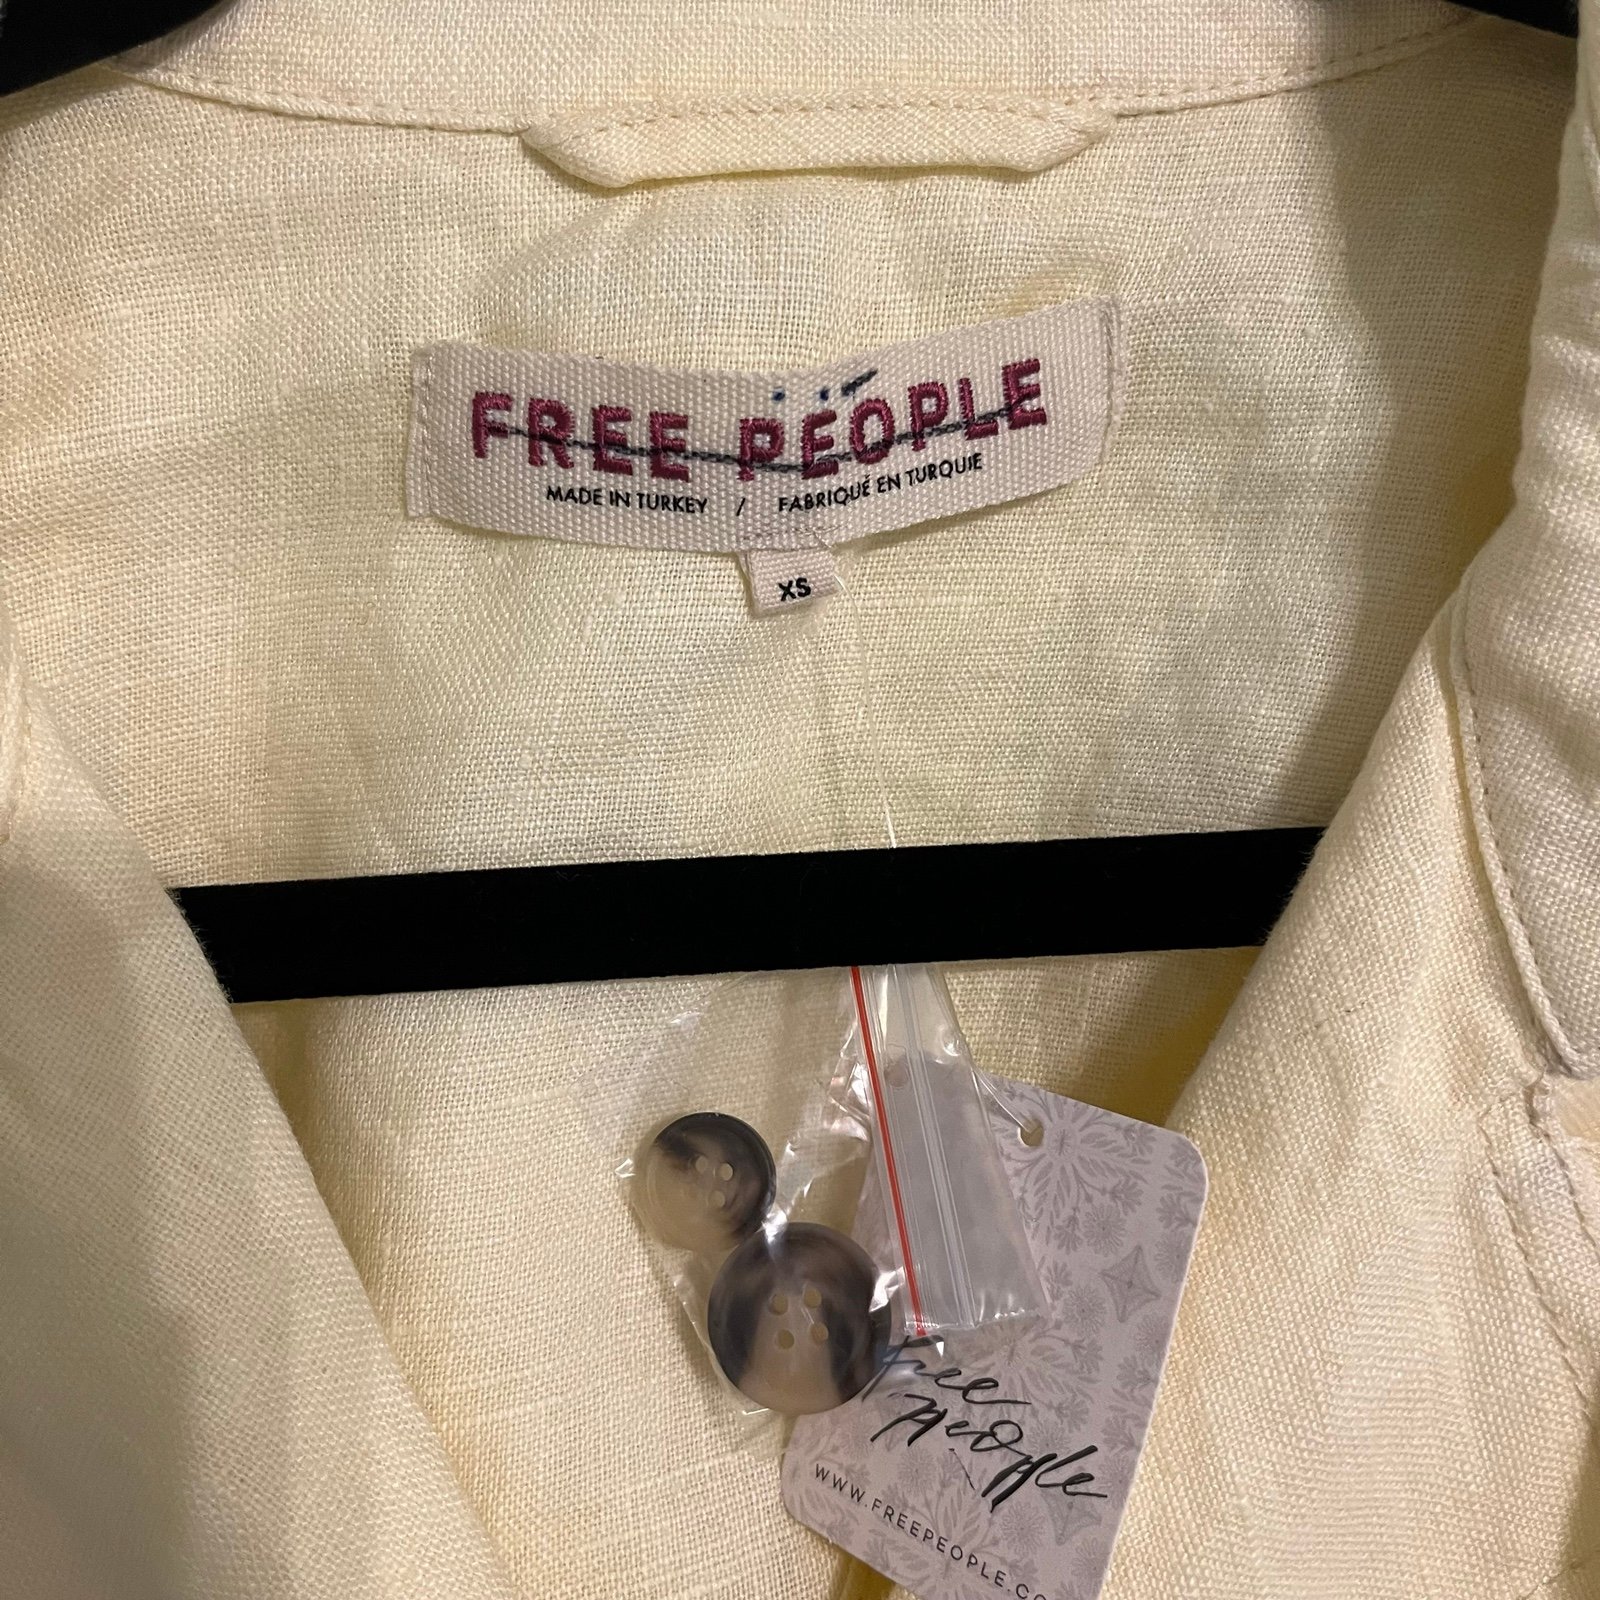 FREE PEOPLE
MADE IN TURKEY / FABRIQUÉ EN TURQUIE
XS
free
people
WWW.FREEPEOPLE.CO